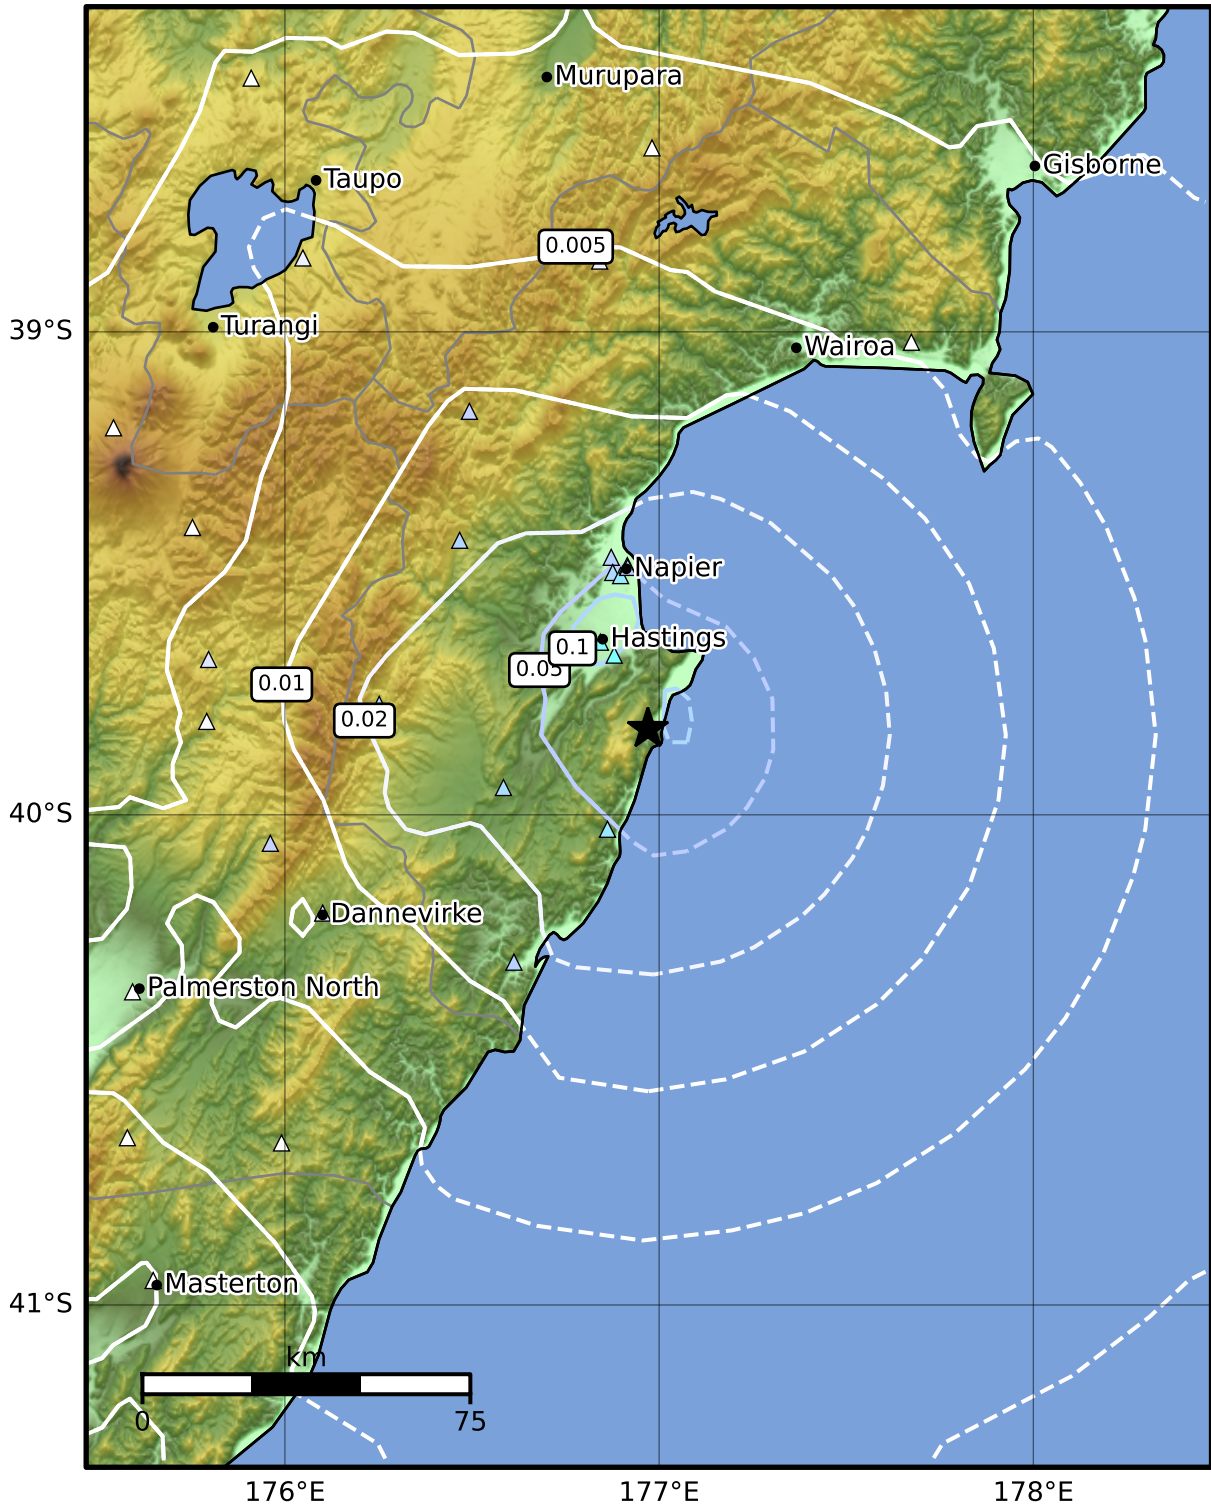 Murupara
Gisborne
Taupo
0.005
39°S
Turangi
Wairoa
Napier
Hastings
0.1
0.05
0.01
0.02
40°S
Dannevirke
Palmerston North
Masterton
41°S
km
0 75
176°E 177°E 178°E